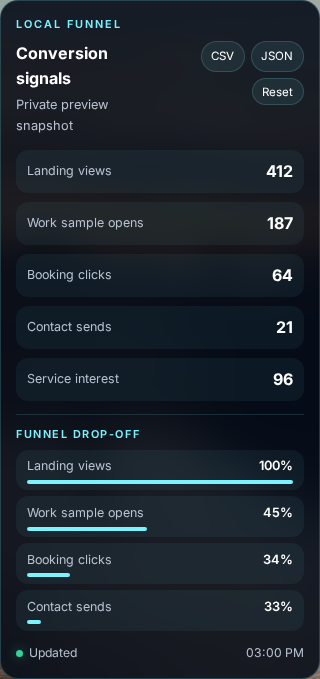 LOCAL FUNNEL
Conversion
signals
Private preview
snapshot
CSV
JSON
Reset
Landing views 412
Work sample opens 187
Booking clicks 64
Contact sends 21
Service interest 96
FUNNEL DROP-OFF
Landing views 100%
Work sample opens 45%
Booking clicks 34%
Contact sends 33%
Updated 03:00 PM